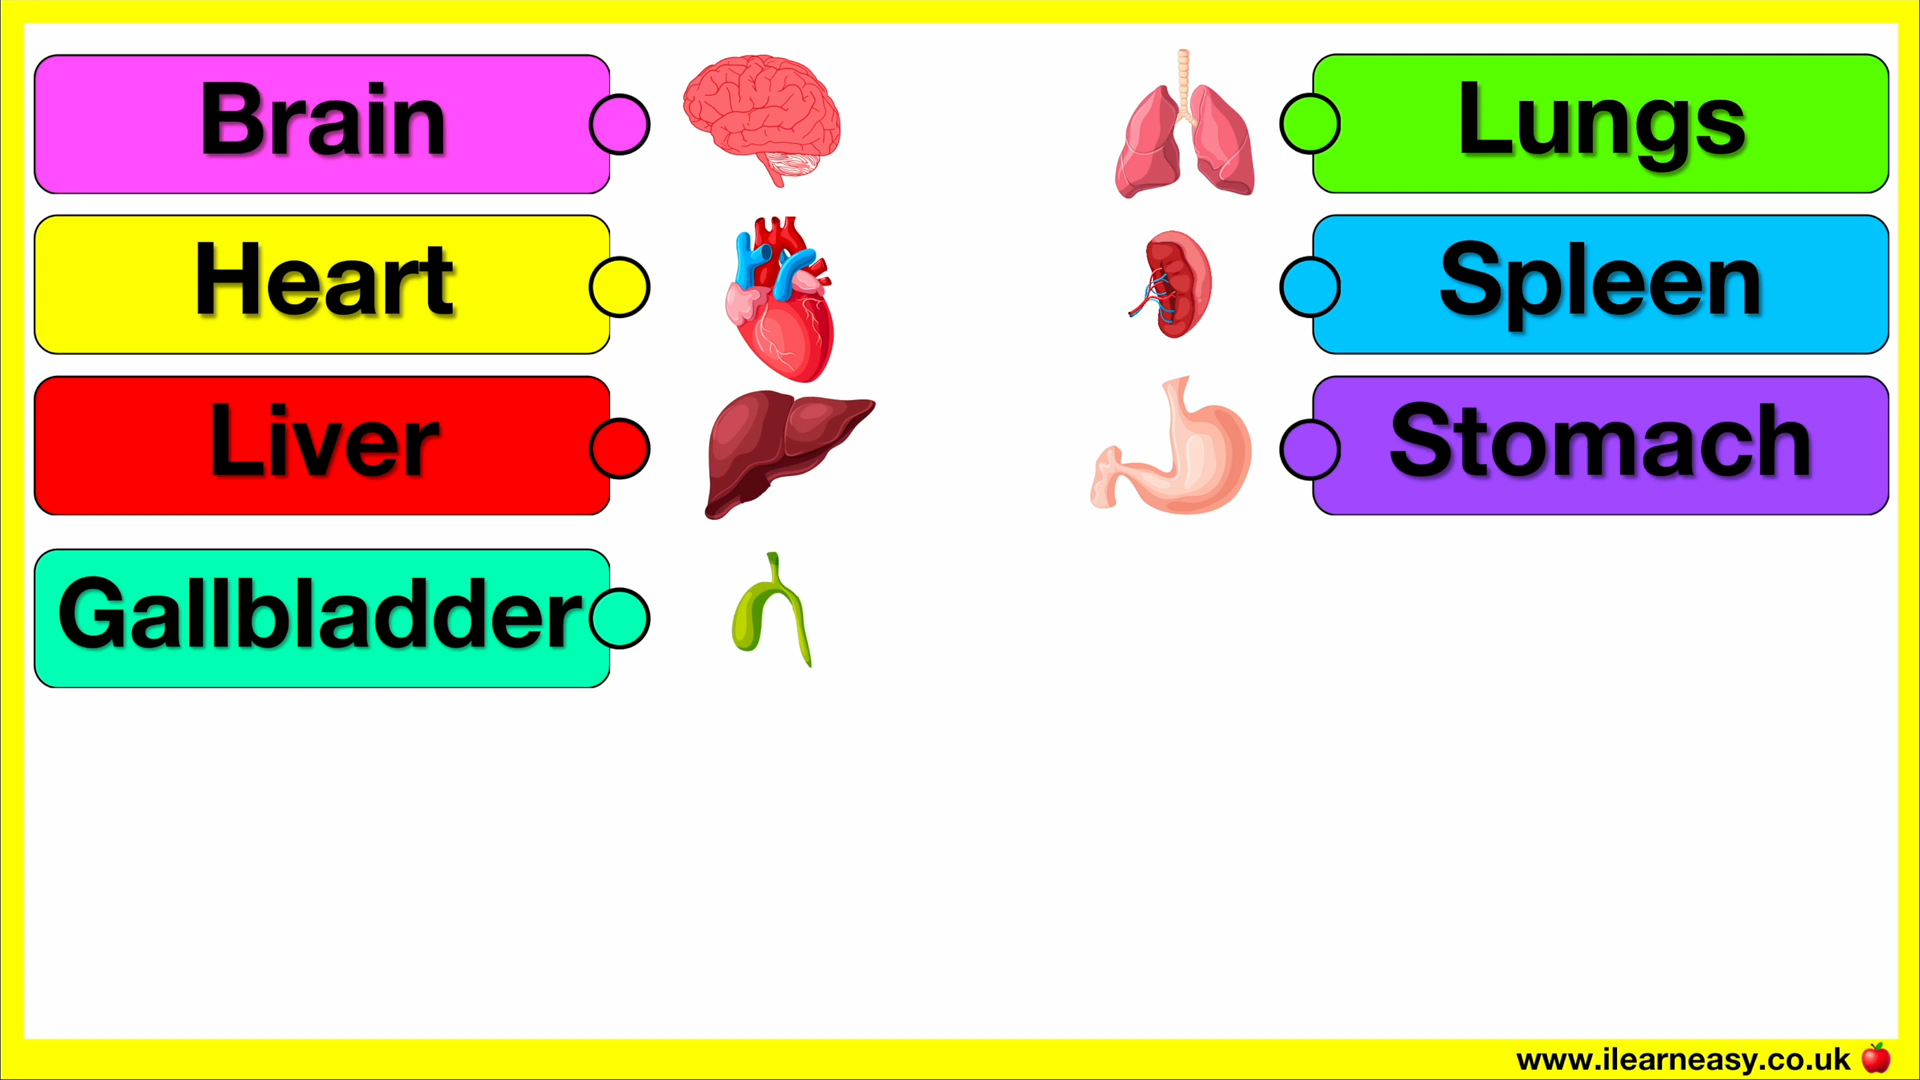 Brain
Lungs
Heart
Spleen
Liver
Stomach
Gallbladder
www.ilearneasy.co.uk